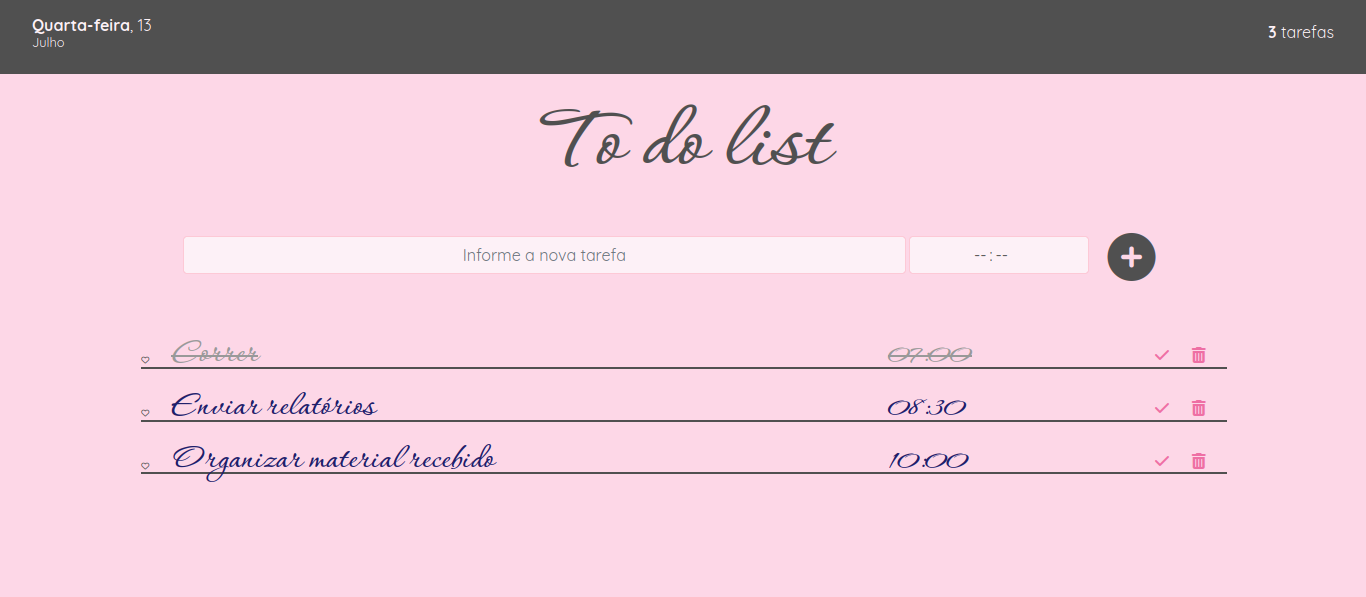 Quarta-feira, 13
Julho
3 tarefas
To do list
Informe a nova tarefa
--:--
Correr 07:00
Enviar relatórios 08:30
Organizar material recebido 10:00